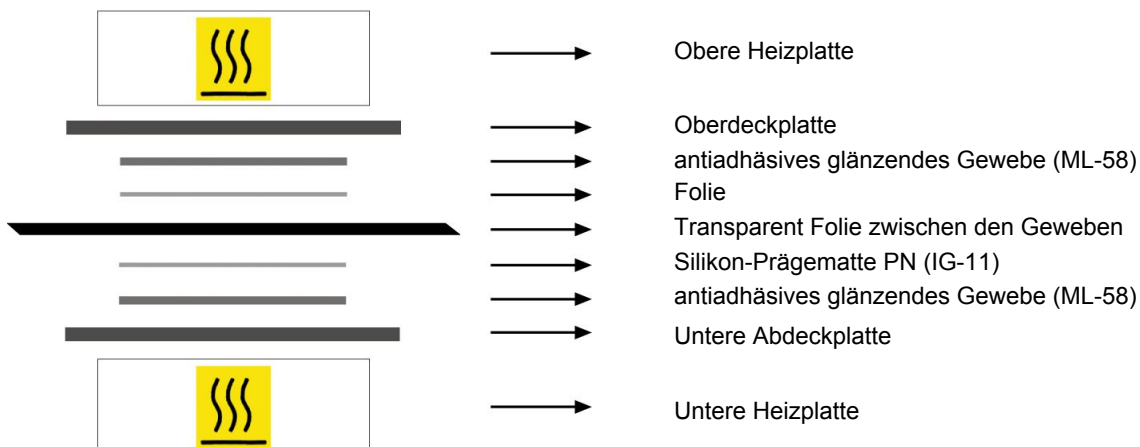 Obere Heizplatte
Oberdeckplatte
antiadhäsives glänzendes Gewebe (ML-58)
Folie
Transparent Folie zwischen den Geweben
Silikon-Prägematte PN (IG-11)
antiadhäsives glänzendes Gewebe (ML-58)
Untere Abdeckplatte
Untere Heizplatte